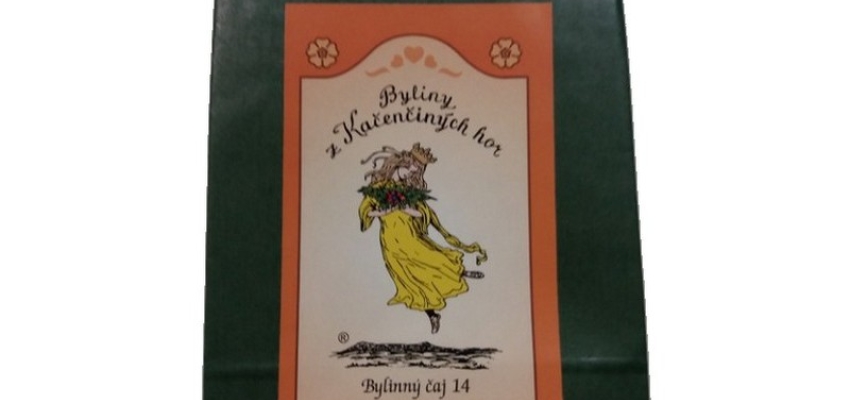 Byliny
z Kačenčiných hor
®
Bylinný čaj 14